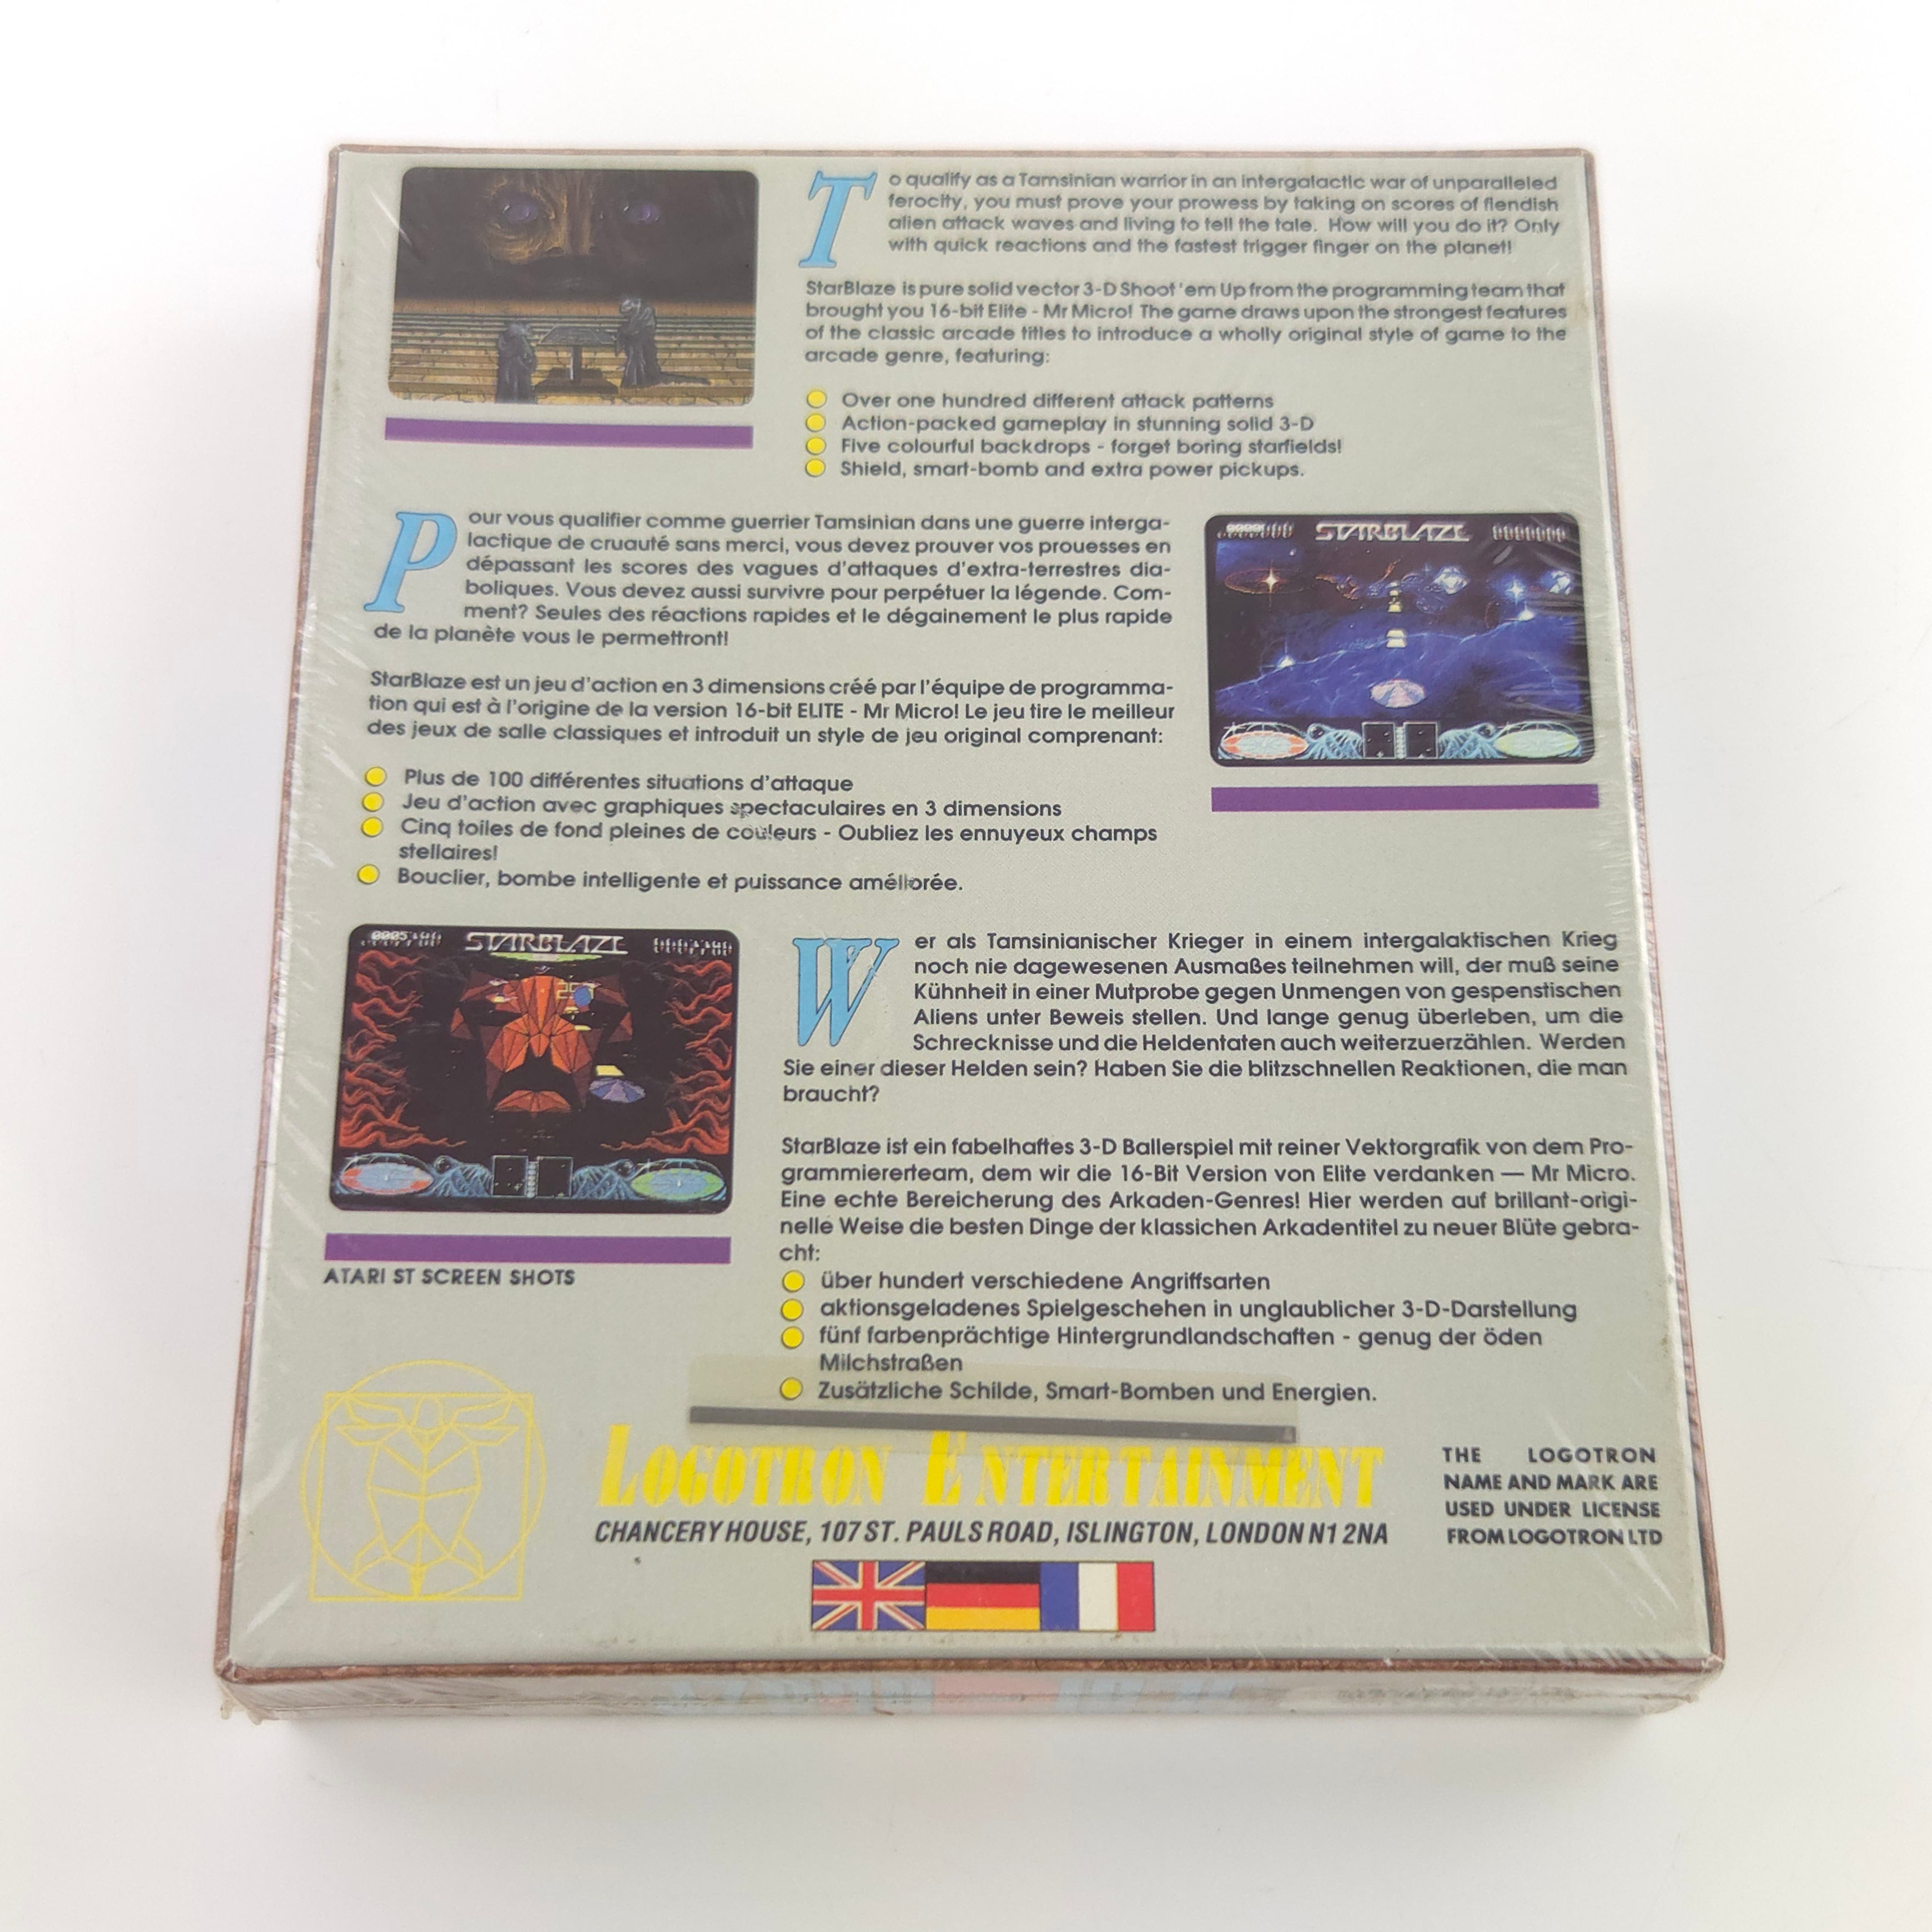 To qualify as a Tamsinian warrior in an intergalactic war of unparalleled
ferocity, you must prove your prowess by taking on scores of fiendish
alien attack waves and living to tell the tale. How will you do it? Only
with quick reactions and the fastest trigger finger on the planet!
StarBlaze is pure solid vector 3-D Shoot 'em Up from the programming team that
brought you 16-bit Elite - Mr Micro! The game draws upon the strongest features
of the classic arcade titles to introduce a wholly original style of game to the
arcade genre, featuring:
Over one hundred different attack patterns
Action-packed gameplay in stunning solid 3-D
Five colourful backdrops - forget boring starfields!
Shield, smart-bomb and extra power pickups.
Pour vous qualifier comme guerrier Tamsinian dans une guerre interga-
lactique de cruauté sans merci, vous devez prouver vos prouesses en
dépassant les scores des vagues d'attaques d'extra-terrestres dia-
boliques. Vous devez aussi survivre pour perpétuer la légende. Com-
ment? Seules des réactions rapides et le dégainement le plus rapide
de la planète vous le permettront!
StarBlaze est un jeu d'action en 3 dimensions créé par l'équipe de programma-
tion qui est à l'origine de la version 16-bit ELITE - Mr Micro! Le jeu tire le meilleur
des jeux de salle classiques et introduit un style de jeu original comprenant:
Plus de 100 différentes situations d'attaque
Jeu d'action avec graphiques spectaculaires en 3 dimensions
Cinq toiles de fond pleines de couleurs - Oubliez les ennuyeux champs
stellaires!
Bouclier, bombe intelligente et puissance améliorée.
STARBLAZE
STARBLAZE
ATARI ST SCREEN SHOTS
Wer als Tamsinianischer Krieger in einem intergalaktischen Krieg
noch nie dagewesenen Ausmaßes teilnehmen will, der muß seine
Kühnheit in einer Mutprobe gegen Unmengen von gespenstischen
Aliens unter Beweis stellen. Und lange genug überleben, um die
Schrecknisse und die Heldentaten auch weiterzuerzählen. Werden
Sie einer dieser Helden sein? Haben Sie die blitzschnellen Reaktionen, die man
braucht?
StarBlaze ist ein fabelhaftes 3-D Ballerspiel mit reiner Vektorgrafik von dem Pro-
grammiererteam, dem wir die 16-Bit Version von Elite verdanken — Mr Micro.
Eine echte Bereicherung des Arkaden-Genres! Hier werden auf brillant-origi-
nelle Weise die besten Dinge der klassichen Arkadentitel zu neuer Blüte gebra-
cht:
über hundert verschiedene Angriffsarten
aktionsgeladenes Spielgeschehen in unglaublicher 3-D-Darstellung
fünf farbenprächtige Hintergrundlandschaften - genug der öden
Milchstraßen
Zusätzliche Schilde, Smart-Bomben und Energien.
LOGOTRON ENTERTAINMENT
CHANCERY HOUSE, 107 ST. PAULS ROAD, ISLINGTON, LONDON N1 2NA
THE LOGOTRON
NAME AND MARK ARE
USED UNDER LICENSE
FROM LOGOTRON LTD